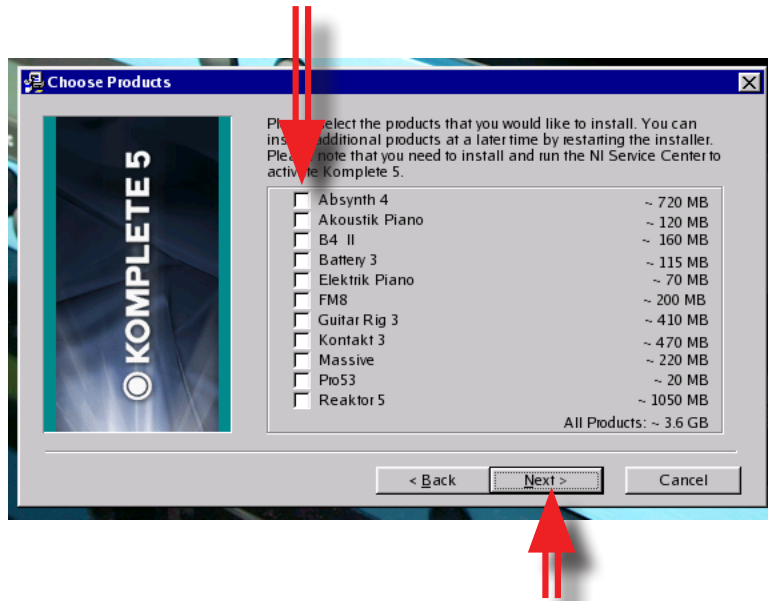 Choose Products
KOMPLETE 5
select the products that you would like to install. You can
additional products at a later time by restarting the installer.
note that you need to install and run the NI Service Center to
Komplete 5.
Absynth 4 ~ 720 MB
Akoustik Piano ~ 120 MB
B4 II ~ 160 MB
Battery 3 ~ 115 MB
Elektrik Piano ~ 70 MB
FM8 ~ 200 MB
Guitar Rig 3 ~ 410 MB
Kontakt 3 ~ 470 MB
Massive ~ 220 MB
Pro53 ~ 20 MB
Reaktor 5 ~ 1050 MB
All Products: ~ 3.6 GB
< Back
Next >
Cancel